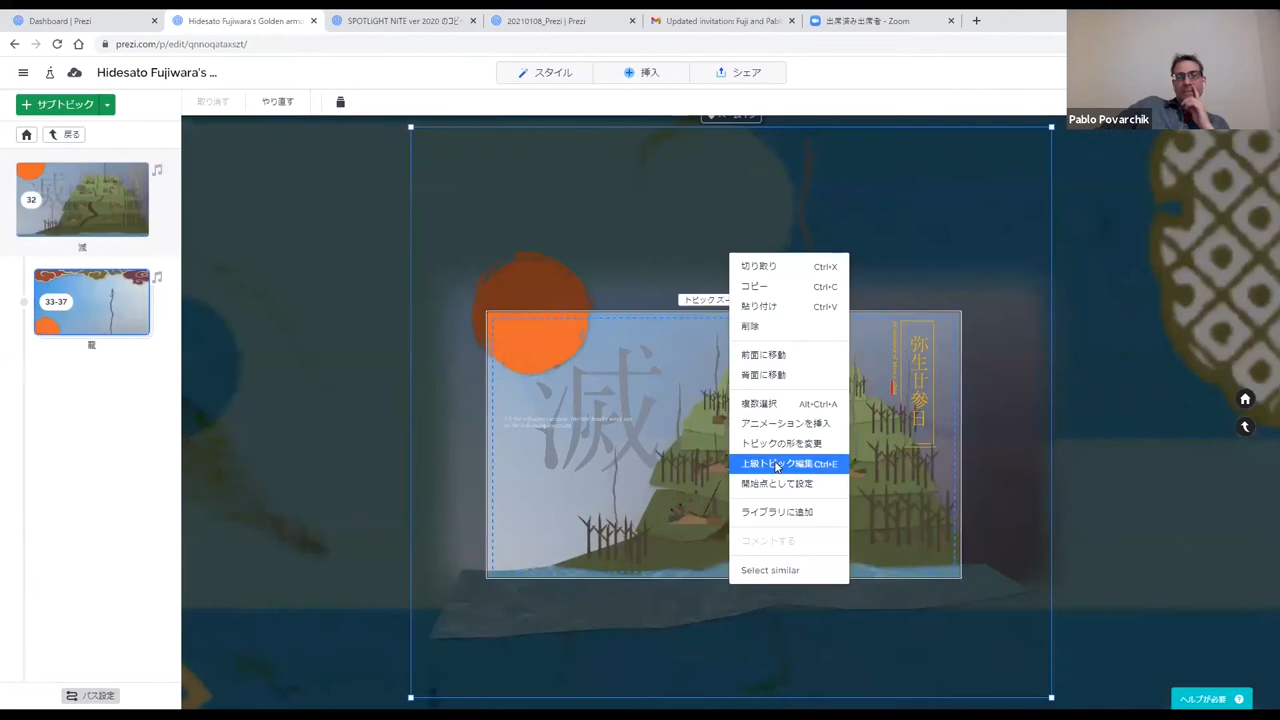 Dashboard | Prezi
Hidesato Fujiwara's Golden armo
SPOTLiGHT NiTE ver 2020 のコピー
20210108_Prezi | Prezi
Updated invitation: Fuji and Pabl
出席済み出席者 - Zoom
prezi.com/p/edit/qnnoqataxszt/
Hidesato Fujiwara's ...
スタイル
挿入
シェア
サブトピック
取り消す
やり直す
戻る
Pablo Povarchik
32
滅
33-37
龍
トピック ズー
滅
弥生廿參日
切り取り Ctrl+X
コピー Ctrl+C
貼り付け Ctrl+V
削除
前面に移動
背面に移動
複数選択 Alt+Ctrl+A
アニメーションを挿入
トピックの形を変更
上級トピック編集 Ctrl+E
開始点として設定
ライブラリに追加
コメントする
Select similar
パス設定
ヘルプが必要